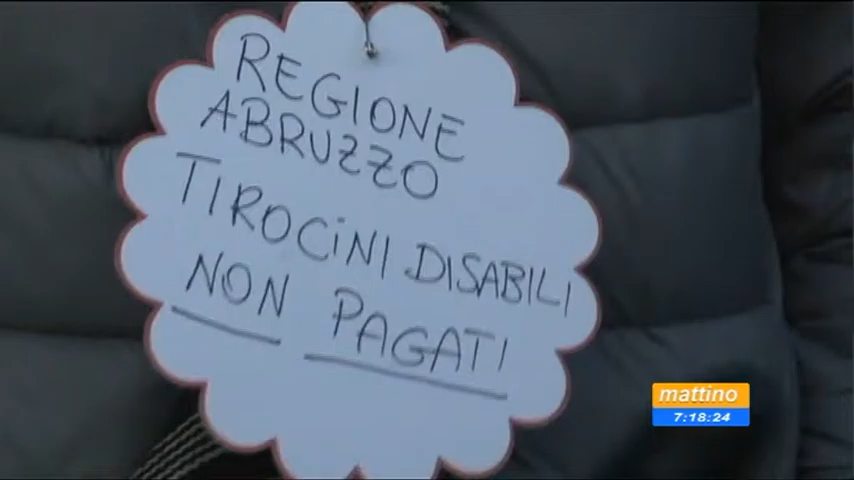 REGIONE
ABRUZZO
TIROCINI DISABILI
NON PAGATI
mattino
7:18:24